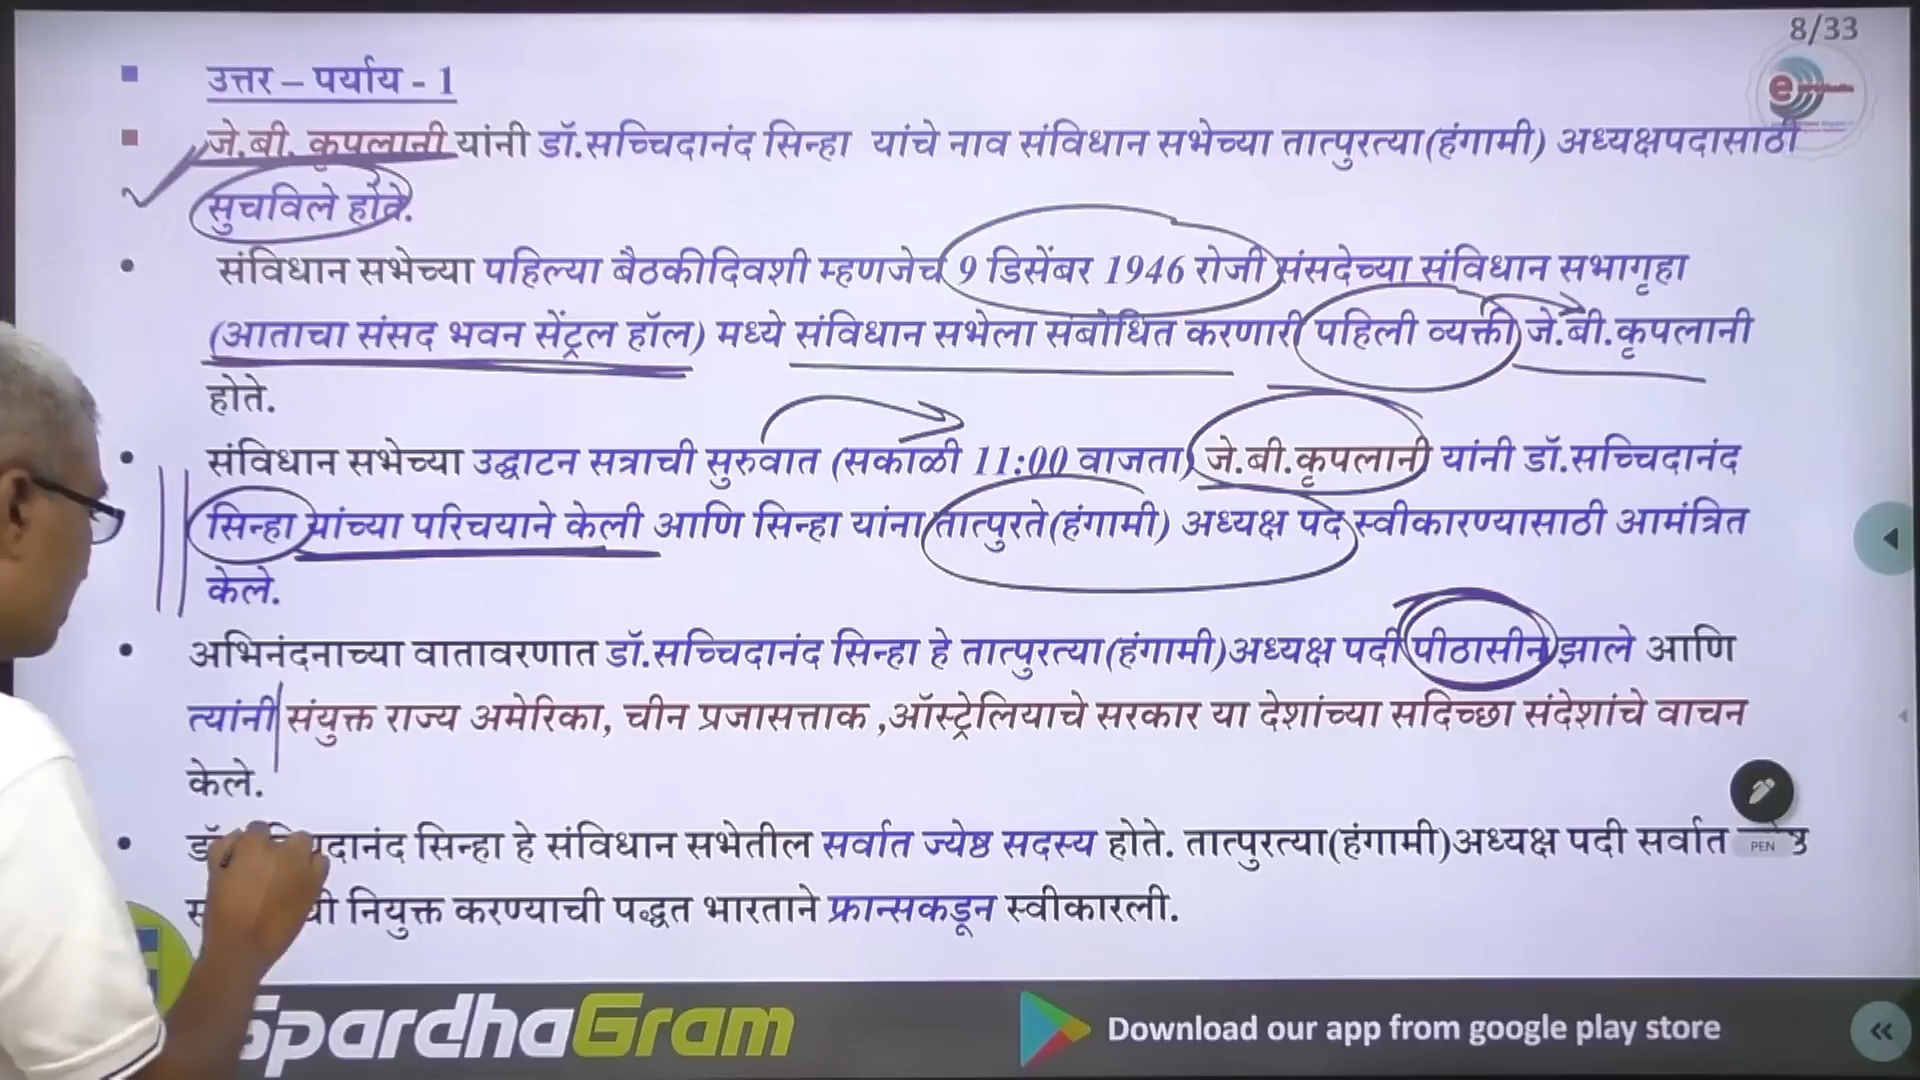 8/33
उत्तर – पर्याय - 1
जे.बी. कृपलानी यांनी डॉ.सच्चिदानंद सिन्हा यांचे नाव संविधान सभेच्या तात्पुरत्या(हंगामी) अध्यक्षपदासाठी
सुचविले होते.
संविधान सभेच्या पहिल्या बैठकीदिवशी म्हणजेच 9 डिसेंबर 1946 रोजी संसदेच्या संविधान सभागृहा
(आताचा संसद भवन सेंट्रल हॉल) मध्ये संविधान सभेला संबोधित करणारी पहिली व्यक्ती जे.बी.कृपलानी
होते.
संविधान सभेच्या उद्घाटन सत्राची सुरुवात (सकाळी 11:00 वाजता) जे.बी.कृपलानी यांनी डॉ.सच्चिदानंद
सिन्हा यांच्या परिचयाने केली आणि सिन्हा यांना तात्पुरते(हंगामी) अध्यक्ष पद स्वीकारण्यासाठी आमंत्रित
केले.
अभिनंदनाच्या वातावरणात डॉ.सच्चिदानंद सिन्हा हे तात्पुरत्या(हंगामी)अध्यक्ष पदी पीठासीन झाले आणि
त्यांनी संयुक्त राज्य अमेरिका, चीन प्रजासत्ताक ,ऑस्ट्रेलियाचे सरकार या देशांच्या सदिच्छा संदेशांचे वाचन
केले.
सिन्हा हे संविधान सभेतील सर्वात ज्येष्ठ सदस्य होते. तात्पुरत्या(हंगामी)अध्यक्ष पदी सर्वात
नियुक्त करण्याची पद्धत भारताने फ्रान्सकडून स्वीकारली.
PEN
SpardhaGram
Download our app from google play store